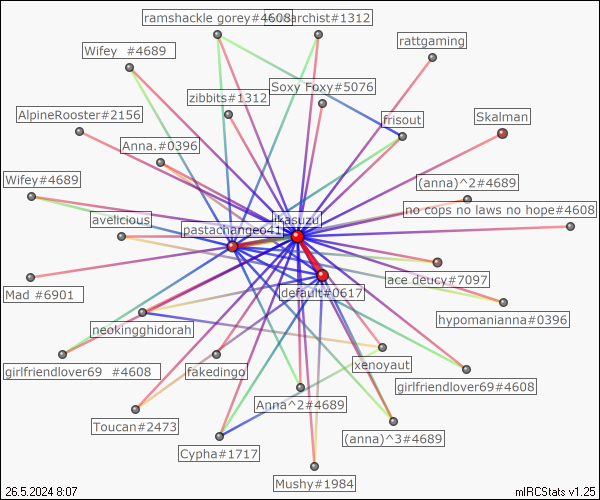 ramshackle gorey#4608
archist#1312
rattgaming
Wifey  #4689
Soxy Foxy#5076
zibbits#1312
AlpineRooster#2156
frisout
Skalman
Anna.#0396
Wifey#4689
(anna)^2#4689
no cops no laws no hope#4608
avelicious
ikasuzu
pastachange641
ace deucy#7097
default#0617
Mad #6901
hypomanianna#0396
neokingghidorah
xenoyaut
girlfriendlover69  #4608
fakedingo
girlfriendlover69#4608
Anna^2#4689
Toucan#2473
(anna)^3#4689
Cypha#1717
Mushy#1984
26.5.2024 8:07
mIRCStats v1.25